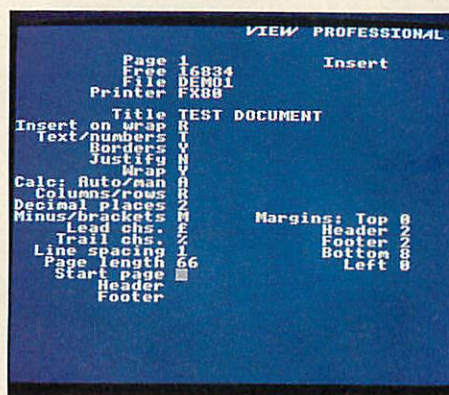 VIEW PROFESSIONAL
Page 1 Insert
Free 16834
File DEMO1
Printer FX80
Title TEST DOCUMENT
Insert on wrap R
Text/numbers T
Borders Y
Justify N
Wrap Y
Calc: Auto/man A
Columns/rows R
Decimal places 2
Minus/brackets M Margins: Top 0
Lead chs. £ Header 2
Trail chs. % Footer 2
Line spacing 1 Bottom 8
Page length 66 Left 0
Start page
Header
Footer